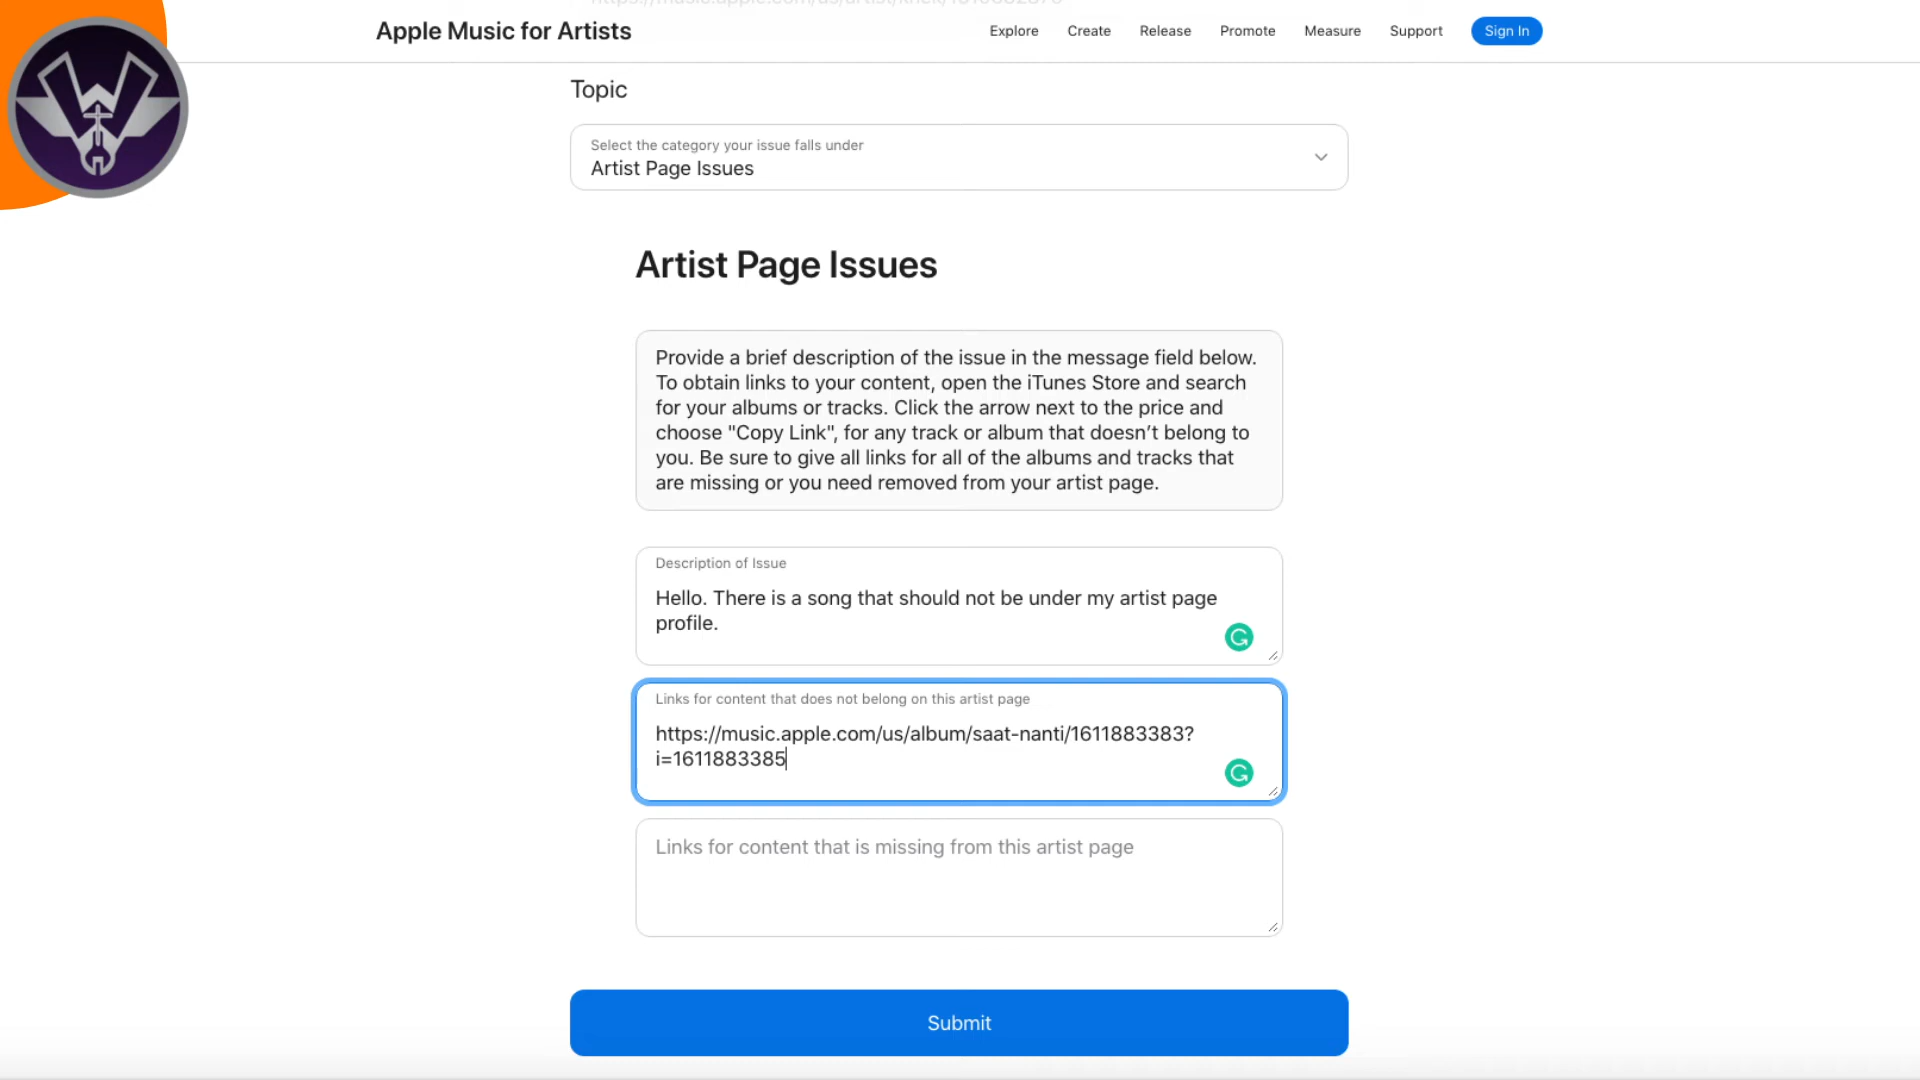 Apple Music for Artists
Explore
Create
Release
Promote
Measure
Support
Sign In
Topic
Select the category your issue falls under
Artist Page Issues
Artist Page Issues
Provide a brief description of the issue in the message field below.
To obtain links to your content, open the iTunes Store and search
for your albums or tracks. Click the arrow next to the price and
choose "Copy Link", for any track or album that doesn’t belong to
you. Be sure to give all links for all of the albums and tracks that
are missing or you need removed from your artist page.
Description of Issue
Hello. There is a song that should not be under my artist page
profile.
Links for content that does not belong on this artist page
https://music.apple.com/us/album/saat-nanti/1611883383?
i=1611883385
Links for content that is missing from this artist page
Submit